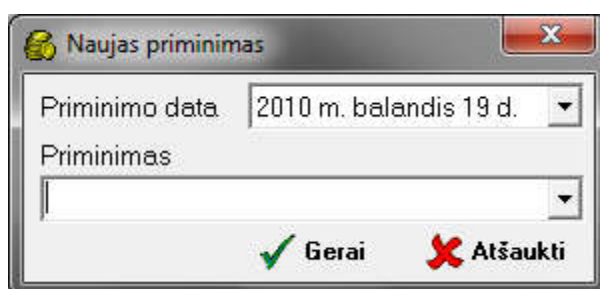 Naujas priminimas
Priminimo data 2010 m. balandis 19 d.
Priminimas
Gerai Atšaukti